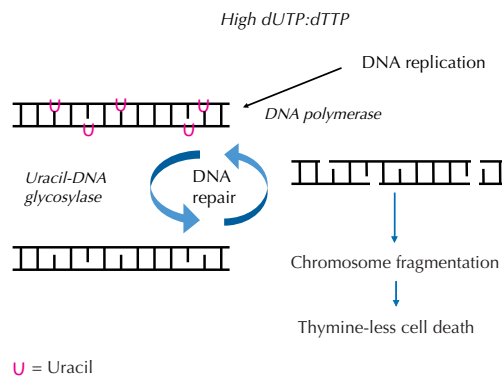 High dUTP:dTTP
DNA replication
DNA polymerase
U U U
U U
Uracil-DNA
glycosylase
DNA
repair
Chromosome fragmentation
Thymine-less cell death
U = Uracil